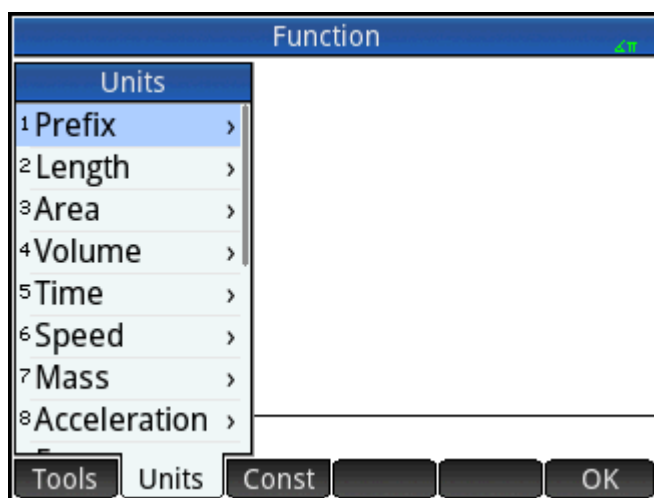 Function
∡π
Units
1 Prefix ›
2 Length ›
3 Area ›
4 Volume ›
5 Time ›
6 Speed ›
7 Mass ›
8 Acceleration ›
Tools Units Const OK